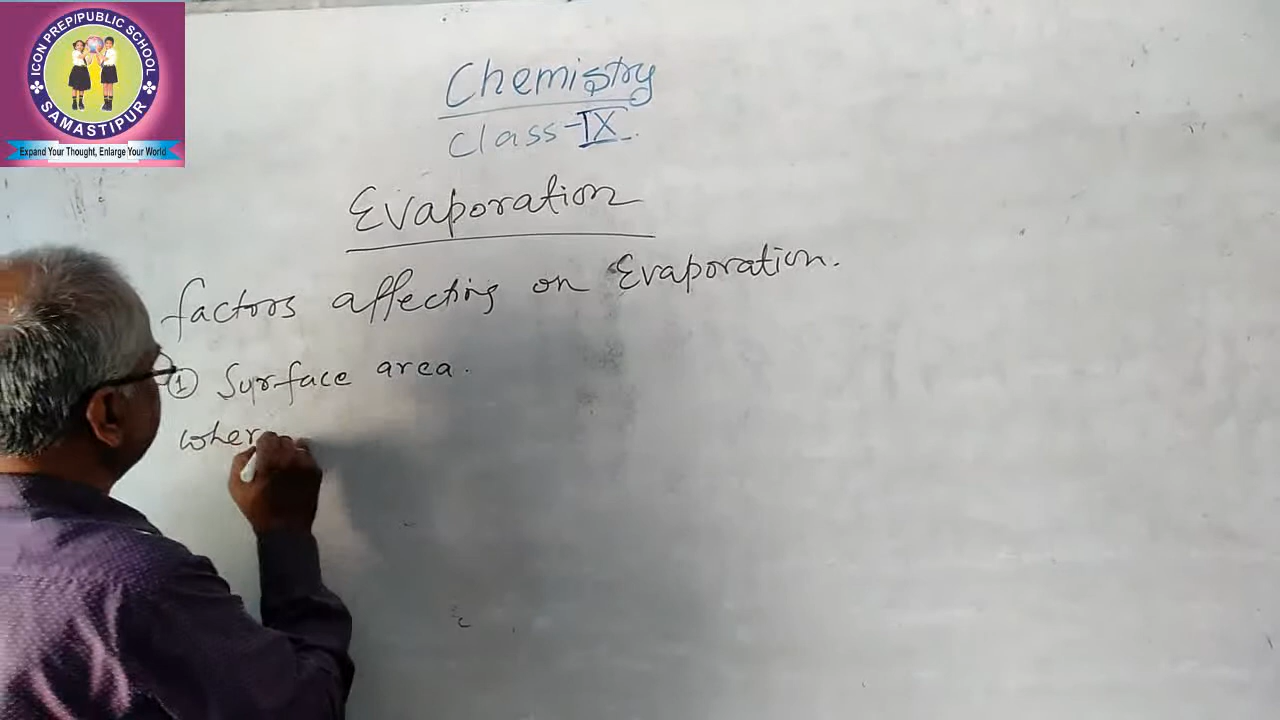 ICON PREP/PUBLIC SCHOOL
SAMASTIPUR
Expand Your Thought, Enlarge Your World
Chemistry
Class-IX.
Evaporation
factors affecting on Evaporation.
① Surface area.